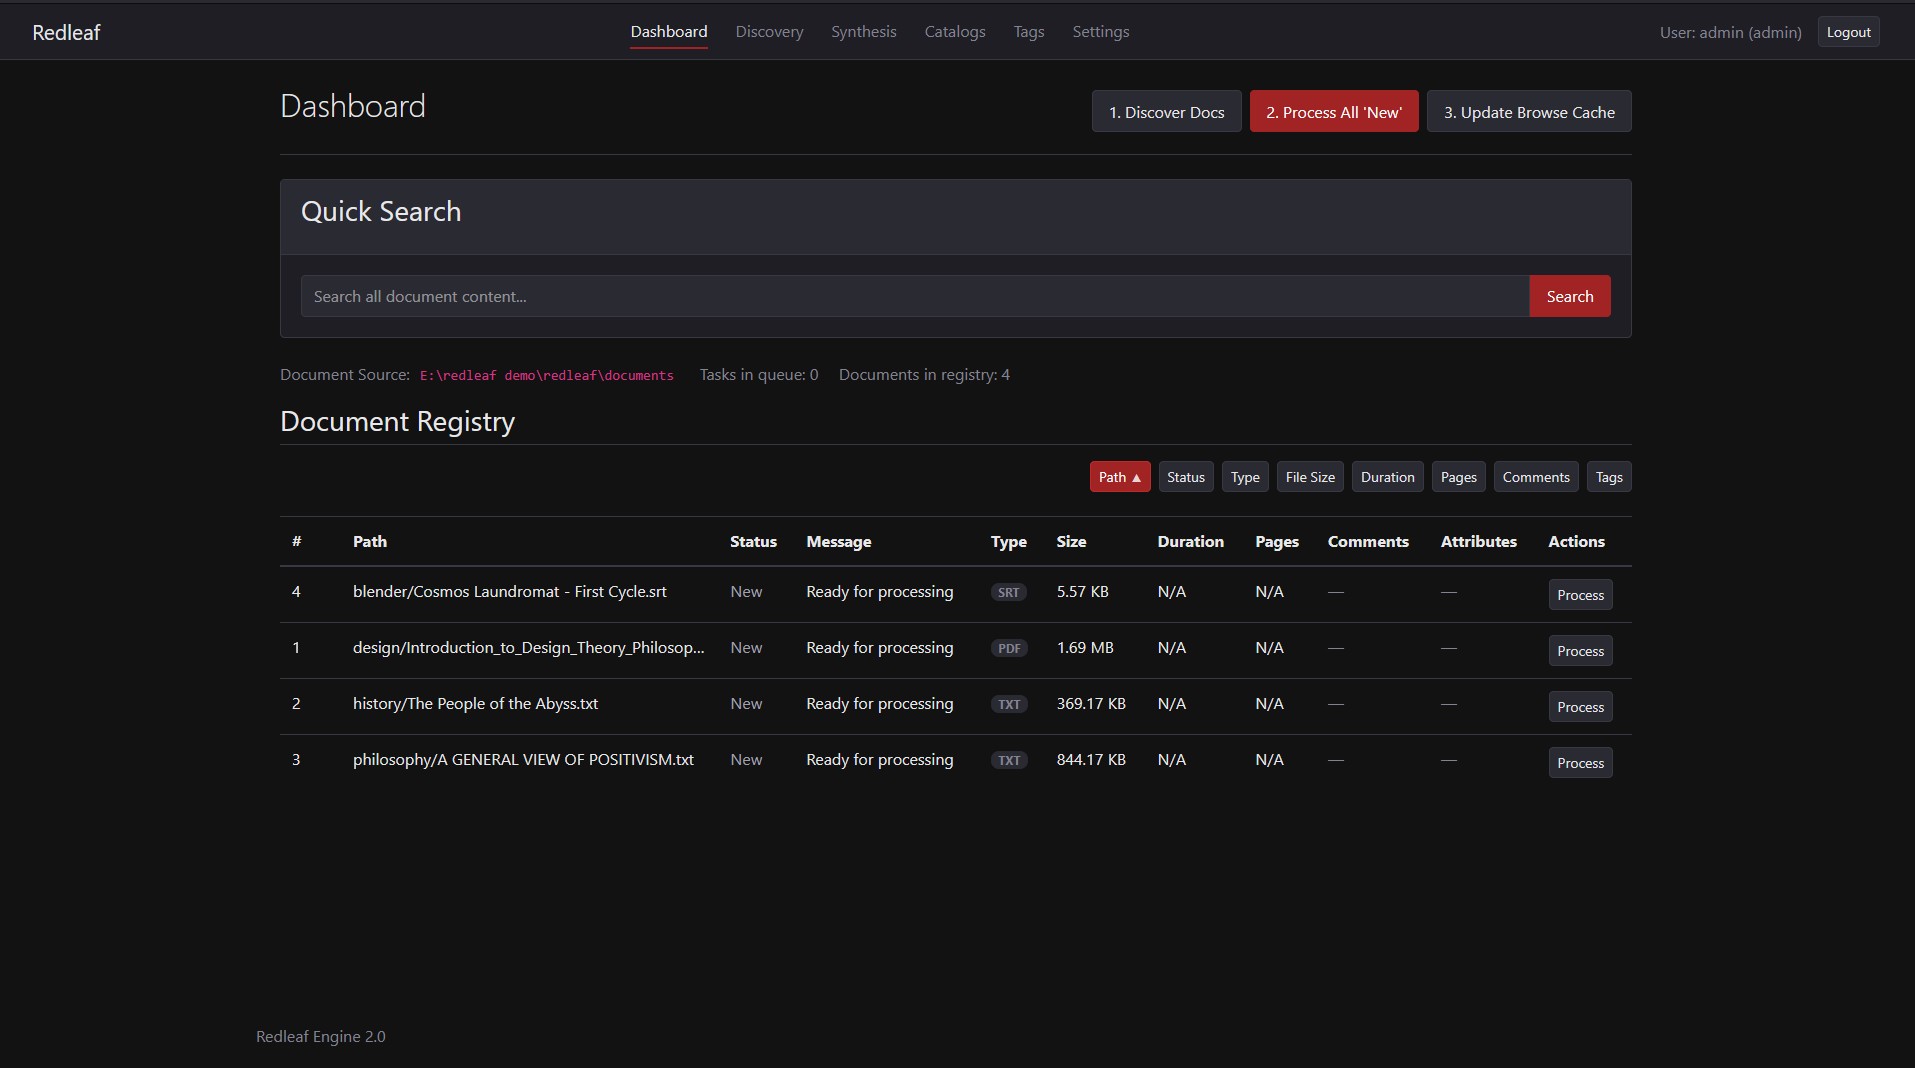 Redleaf Dashboard Discovery Synthesis Catalogs Tags Settings User: admin (admin) Logout
Dashboard 1. Discover Docs 2. Process All 'New' 3. Update Browse Cache
Quick Search
Search all document content... Search
Document Source: E:\redleaf demo\redleaf\documents Tasks in queue: 0 Documents in registry: 4
Document Registry
Path ▲ Status Type File Size Duration Pages Comments Tags
# Path Status Message Type Size Duration Pages Comments Attributes Actions
4 blender/Cosmos Laundromat - First Cycle.srt New Ready for processing SRT 5.57 KB N/A N/A — — Process
1 design/Introduction_to_Design_Theory_Philosop... New Ready for processing PDF 1.69 MB N/A N/A — — Process
2 history/The People of the Abyss.txt New Ready for processing TXT 369.17 KB N/A N/A — — Process
3 philosophy/A GENERAL VIEW OF POSITIVISM.txt New Ready for processing TXT 844.17 KB N/A N/A — — Process
Redleaf Engine 2.0